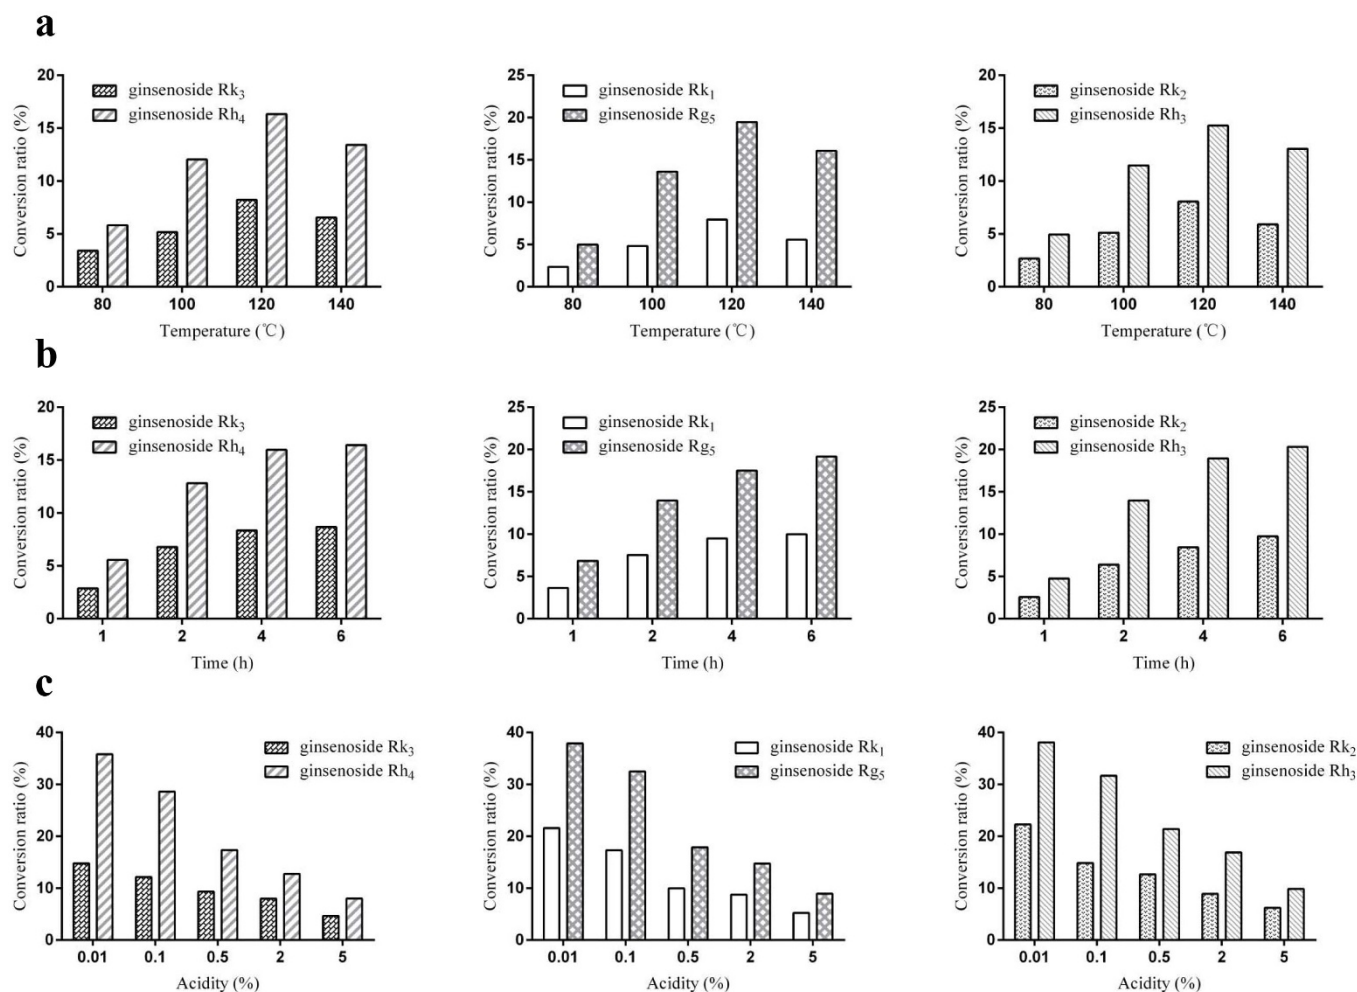 a
ginsenoside Rk3
ginsenoside Rh4
Conversion ratio (%)
20
15
10
5
0
80 100 120 140
Temperature (℃)
ginsenoside Rk1
ginsenoside Rg5
Conversion ratio (%)
25
20
15
10
5
0
80 100 120 140
Temperature (℃)
ginsenoside Rk2
ginsenoside Rh3
Conversion ratio (%)
20
15
10
5
0
80 100 120 140
Temperature (℃)
b
ginsenoside Rk3
ginsenoside Rh4
Conversion ratio (%)
20
15
10
5
0
1 2 4 6
Time (h)
ginsenoside Rk1
ginsenoside Rg5
Conversion ratio (%)
25
20
15
10
5
0
1 2 4 6
Time (h)
ginsenoside Rk2
ginsenoside Rh3
Conversion ratio (%)
25
20
15
10
5
0
1 2 4 6
Time (h)
c
ginsenoside Rk3
ginsenoside Rh4
Conversion ratio (%)
40
30
20
10
0
0.01 0.1 0.5 2 5
Acidity (%)
ginsenoside Rk1
ginsenoside Rg5
Conversion ratio (%)
40
30
20
10
0
0.01 0.1 0.5 2 5
Acidity (%)
ginsenoside Rk2
ginsenoside Rh3
Conversion ratio (%)
40
30
20
10
0
0.01 0.1 0.5 2 5
Acidity (%)